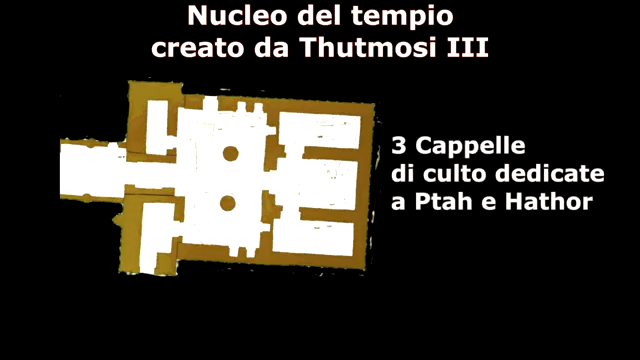 Nucleo del tempio
creato da Thutmosi III
3 Cappelle
di culto dedicate
a Ptah e Hathor